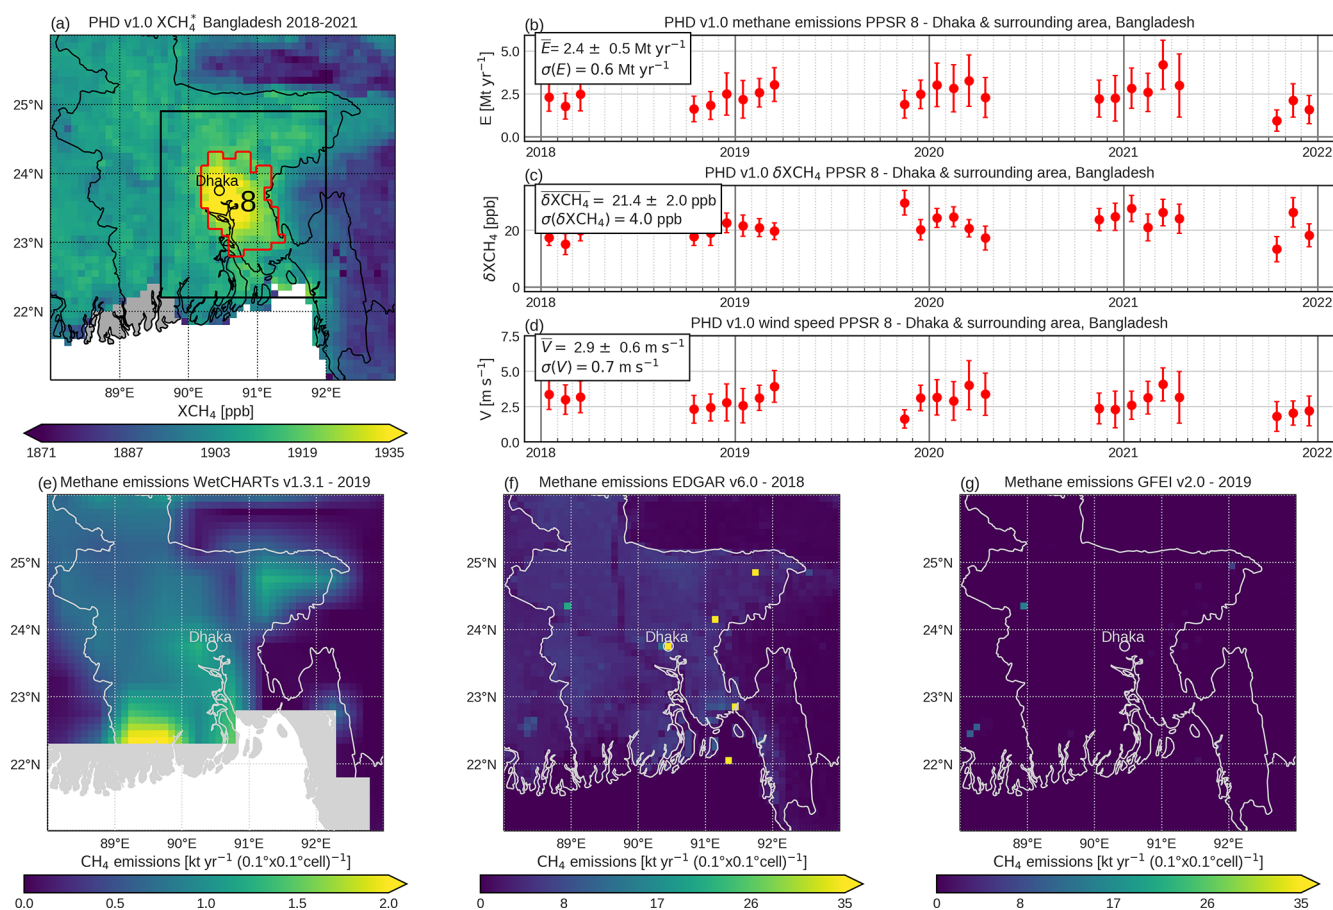 (a) PHD v1.0 XCH₄* Bangladesh 2018-2021
25°N
24°N
23°N
22°N
Dhaka
8
89°E 90°E 91°E 92°E
XCH₄ [ppb]
1871 1887 1903 1919 1935
(b) PHD v1.0 methane emissions PPSR 8 - Dhaka & surrounding area, Bangladesh
E̅= 2.4 ± 0.5 Mt yr⁻¹
σ(E) = 0.6 Mt yr⁻¹
E [Mt yr⁻¹]
5.0
2.5
0.0
2018 2019 2020 2021 2022
(c) PHD v1.0 δXCH₄ PPSR 8 - Dhaka & surrounding area, Bangladesh
δXCH₄ = 21.4 ± 2.0 ppb
σ(δXCH₄) = 4.0 ppb
δXCH₄ [ppb]
20
0
2018 2019 2020 2021 2022
(d) PHD v1.0 wind speed PPSR 8 - Dhaka & surrounding area, Bangladesh
V̅ = 2.9 ± 0.6 m s⁻¹
σ(V) = 0.7 m s⁻¹
V [m s⁻¹]
7.5
5.0
2.5
0.0
2018 2019 2020 2021 2022
(e) Methane emissions WetCHARTs v1.3.1 - 2019
25°N
24°N
23°N
22°N
Dhaka
89°E 90°E 91°E 92°E
CH₄ emissions [kt yr⁻¹ (0.1°x0.1°cell)⁻¹]
0.0 0.5 1.0 1.5 2.0
(f) Methane emissions EDGAR v6.0 - 2018
25°N
24°N
23°N
22°N
Dhaka
89°E 90°E 91°E 92°E
CH₄ emissions [kt yr⁻¹ (0.1°x0.1°cell)⁻¹]
0 8 17 26 35
(g) Methane emissions GFEI v2.0 - 2019
25°N
24°N
23°N
22°N
Dhaka
89°E 90°E 91°E 92°E
CH₄ emissions [kt yr⁻¹ (0.1°x0.1°cell)⁻¹]
0 8 17 26 35